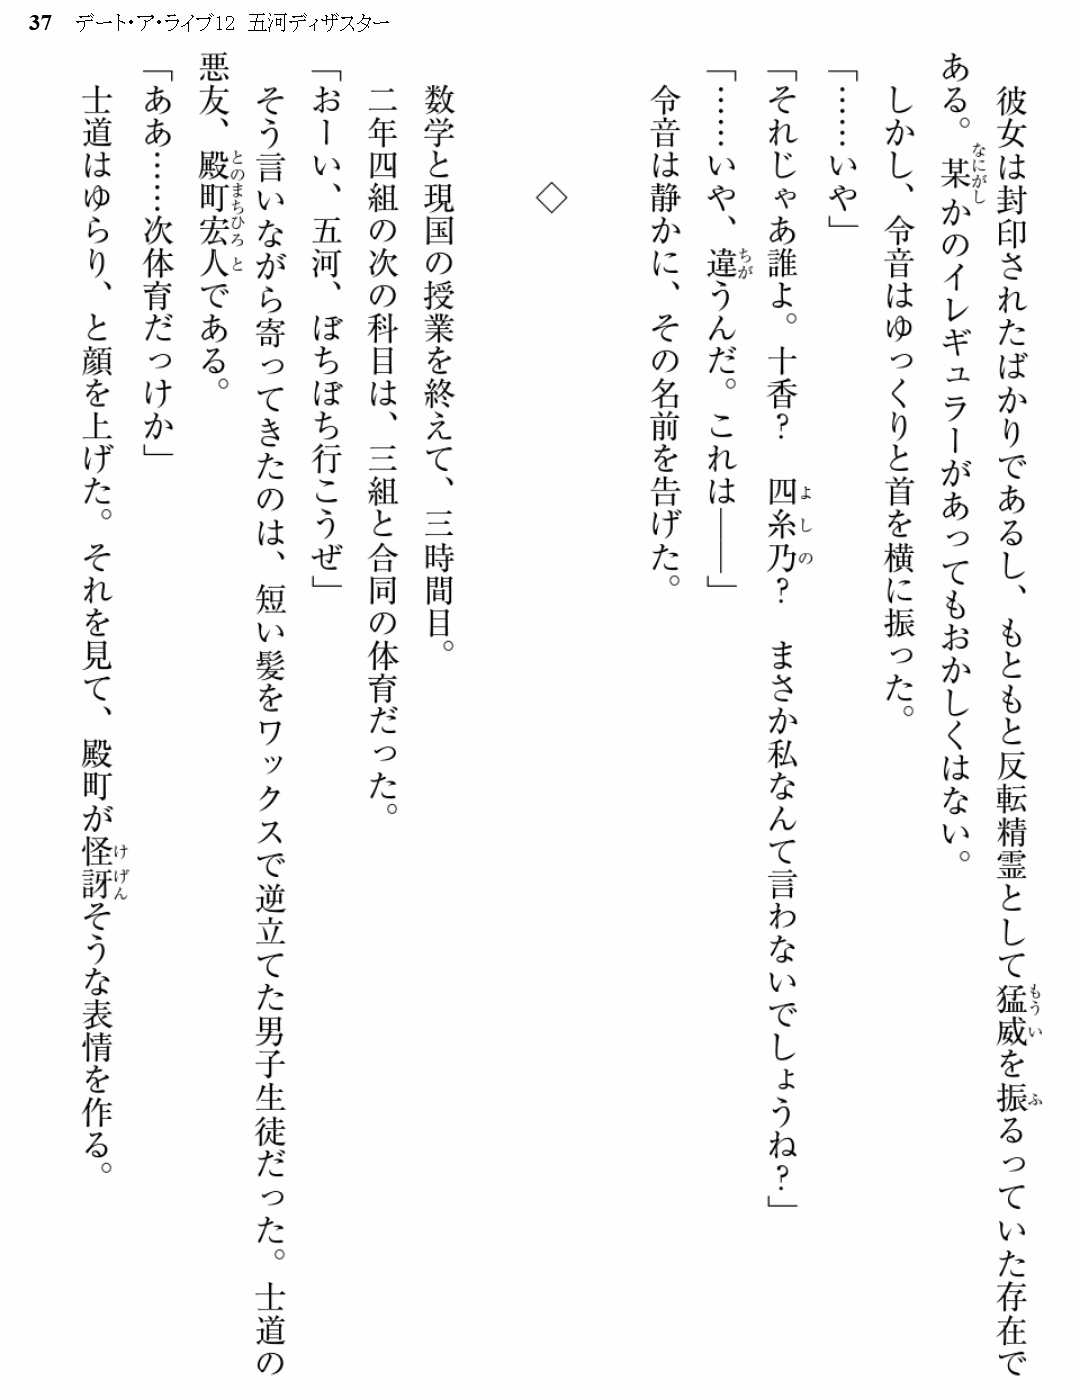 37 デート・ア・ライブ12 五河ディザスター
彼女は封印されたばかりであるし、もともと反転精霊として猛威を振るっていた存在で
ある。某かのイレギュラーがあってもおかしくはない。
しかし、令音はゆっくりと首を横に振った。
「……いや」
「それじゃあ誰よ。十香？　四糸乃？　まさか私なんて言わないでしょうね？」
「……いや、違うんだ。これは――」
令音は静かに、その名前を告げた。
◇
数学と現国の授業を終えて、三時間目。
二年四組の次の科目は、三組と合同の体育だった。
「おーい、五河、ぼちぼち行こうぜ」
そう言いながら寄ってきたのは、短い髪をワックスで逆立てた男子生徒だった。士道の
悪友、殿町宏人である。
「ああ……次体育だっけか」
士道はゆらり、と顔を上げた。それを見て、殿町が怪訝そうな表情を作る。